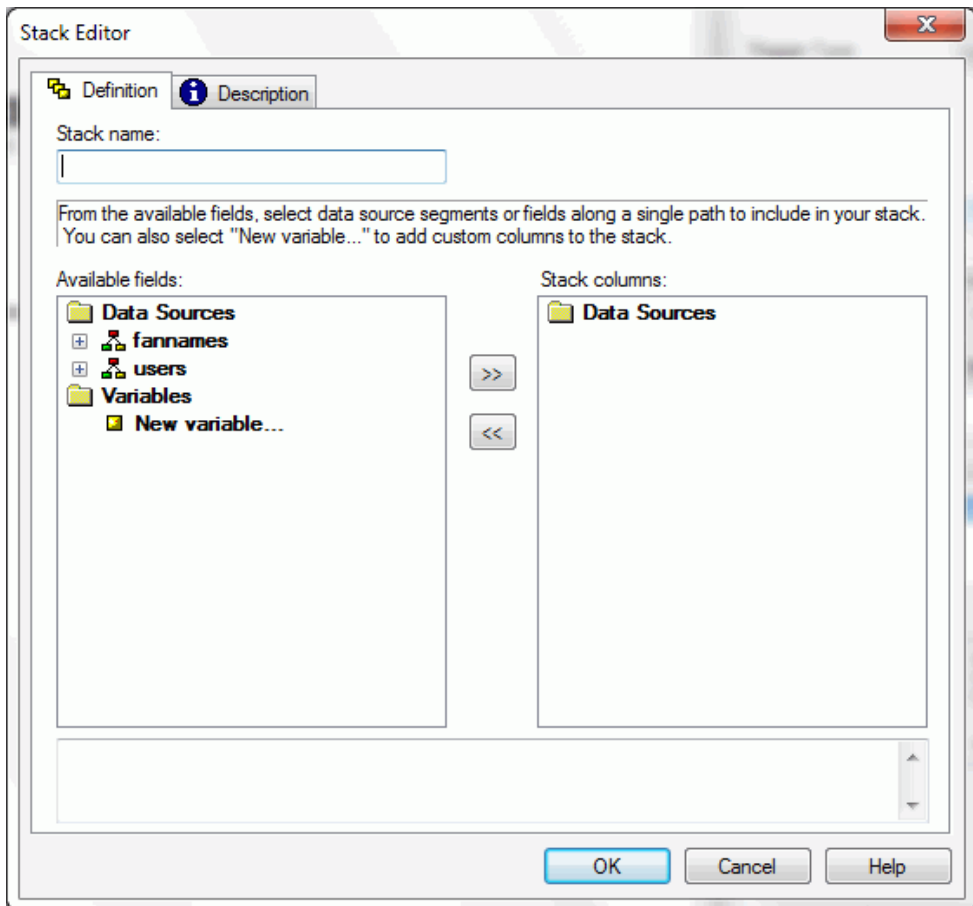 Stack Editor
Definition
Description
Stack name:
From the available fields, select data source segments or fields along a single path to include in your stack.
You can also select "New variable..." to add custom columns to the stack.
Available fields:
Stack columns:
Data Sources
fannames
users
Variables
New variable...
Data Sources
>>
<<
OK
Cancel
Help